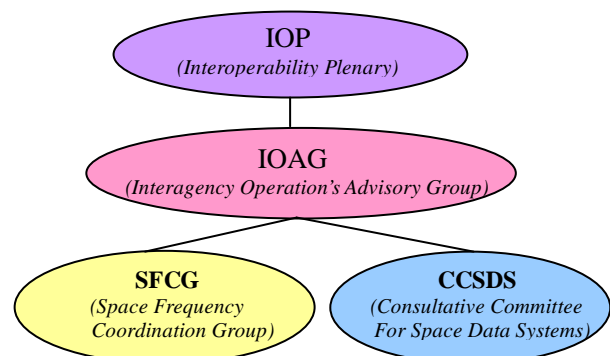 IOP
(Interoperability Plenary)
IOAG
(Interagency Operation's Advisory Group)
SFCG
(Space Frequency
Coordination Group)
CCSDS
(Consultative Committee
For Space Data Systems)